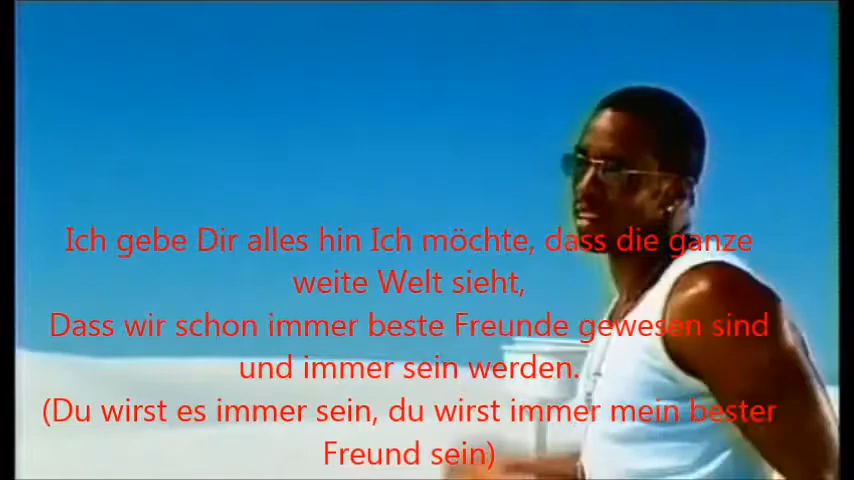 Ich gebe Dir alles hin Ich möchte, dass die ganze
weite Welt sieht,
Dass wir schon immer beste Freunde gewesen sind
und immer sein werden.
(Du wirst es immer sein, du wirst immer mein bester
Freund sein)